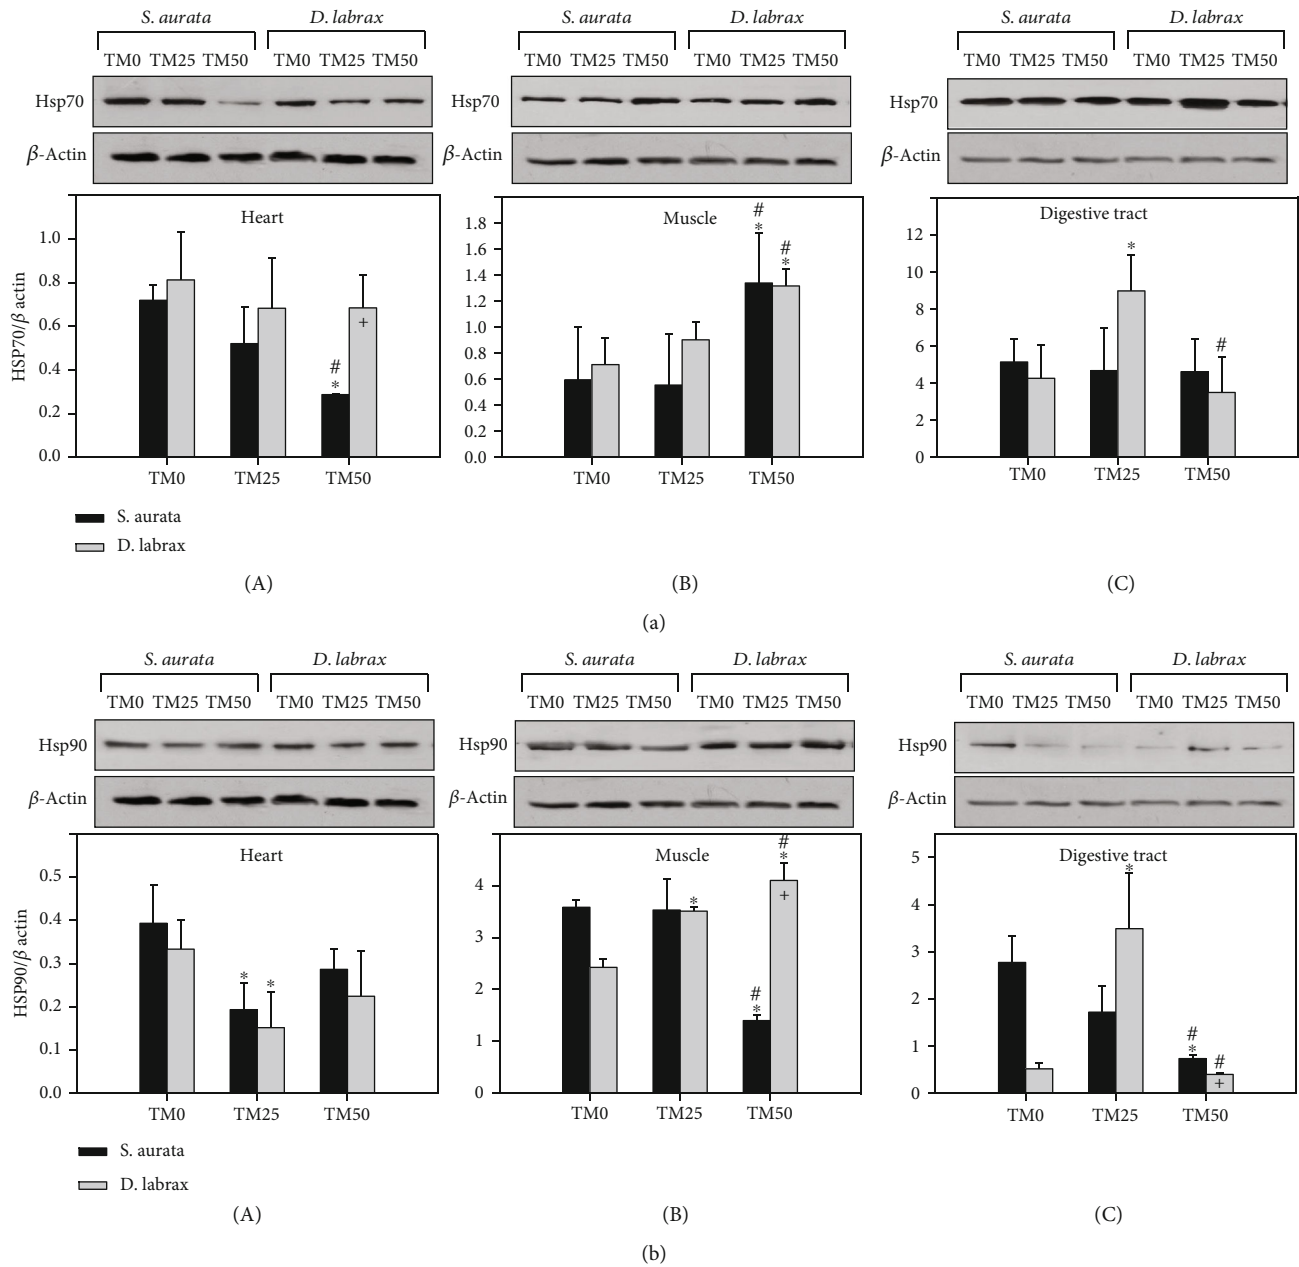 S. aurata D. labrax S. aurata D. labrax S. aurata D. labrax
TM0 TM25 TM50 TM0 TM25 TM50 TM0 TM25 TM50 TM0 TM25 TM50 TM0 TM25 TM50 TM0 TM25 TM50
Hsp70 Hsp70 Hsp70
β-Actin β-Actin β-Actin
HSP70/β actin
Heart
1.0
0.8
0.6
0.4
0.2
0.0
# *
+
TM0 TM25 TM50
S. aurata
D. labrax
(A)
Muscle
1.8
1.6
1.4
1.2
1.0
0.8
0.6
0.4
0.2
0.0
# *
# *
TM0 TM25 TM50
(B)
Digestive tract
12
10
8
6
4
2
0
*
#
TM0 TM25 TM50
(C)
(a)
S. aurata D. labrax S. aurata D. labrax S. aurata D. labrax
TM0 TM25 TM50 TM0 TM25 TM50 TM0 TM25 TM50 TM0 TM25 TM50 TM0 TM25 TM50 TM0 TM25 TM50
Hsp90 Hsp90 Hsp90
β-Actin β-Actin β-Actin
HSP90/β actin
Heart
0.5
0.4
0.3
0.2
0.1
0.0
* *
TM0 TM25 TM50
S. aurata
D. labrax
(A)
Muscle
4
3
2
1
0
*
# *
# *
+
TM0 TM25 TM50
(B)
Digestive tract
5
4
3
2
1
0
*
# *
#
+
TM0 TM25 TM50
(C)
(b)